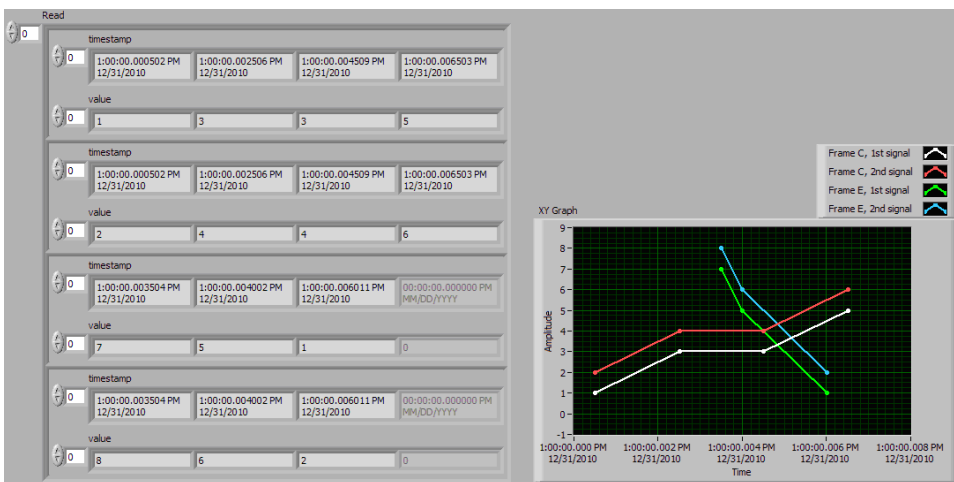 Read
0
timestamp
0
1:00:00.000502 PM 1:00:00.002506 PM 1:00:00.004509 PM 1:00:00.006503 PM
12/31/2010 12/31/2010 12/31/2010 12/31/2010
value
0 1 3 3 5
timestamp
0
1:00:00.000502 PM 1:00:00.002506 PM 1:00:00.004509 PM 1:00:00.006503 PM
12/31/2010 12/31/2010 12/31/2010 12/31/2010
value
0 2 4 4 6
timestamp
0
1:00:00.003504 PM 1:00:00.004002 PM 1:00:00.006011 PM 00:00:00.000000 PM
12/31/2010 12/31/2010 12/31/2010 MM/DD/YYYY
value
0 7 5 1 0
timestamp
0
1:00:00.003504 PM 1:00:00.004002 PM 1:00:00.006011 PM 00:00:00.000000 PM
12/31/2010 12/31/2010 12/31/2010 MM/DD/YYYY
value
0 8 6 2 0
Frame C, 1st signal
Frame C, 2nd signal
Frame E, 1st signal
Frame E, 2nd signal
XY Graph
Amplitude
9
8
7
6
5
4
3
2
1
0
-1
1:00:00.000 PM 1:00:00.002 PM 1:00:00.004 PM 1:00:00.006 PM 1:00:00.008 PM
12/31/2010 12/31/2010 12/31/2010 12/31/2010 12/31/2010
Time